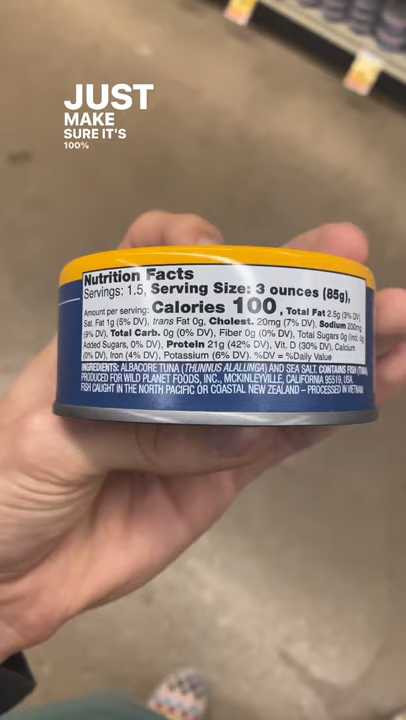 JUST
MAKE
SURE IT'S
100%
Nutrition Facts
Servings: 1.5, Serving Size: 3 ounces (85g),
Amount per serving: Calories 100, Total Fat 2.5g (3% DV),
Sat. Fat 1g (5% DV), trans Fat 0g, Cholest. 20mg (7% DV), Sodium 200mg
(9% DV), Total Carb. 0g (0% DV), Fiber 0g (0% DV), Total Sugars 0g (Incl. 0g
Added Sugars, 0% DV), Protein 21g (42% DV), Vit. D (30% DV), Calcium
(0% DV), Iron (4% DV), Potassium (6% DV). %DV = %Daily Value
INGREDIENTS: ALBACORE TUNA (THUNNUS ALALUNGA) AND SEA SALT. CONTAINS FISH (TUNA).
PRODUCED FOR WILD PLANET FOODS, INC., MCKINLEYVILLE, CALIFORNIA 95519, USA.
FISH CAUGHT IN THE NORTH PACIFIC OR COASTAL NEW ZEALAND – PROCESSED IN VIETNAM.